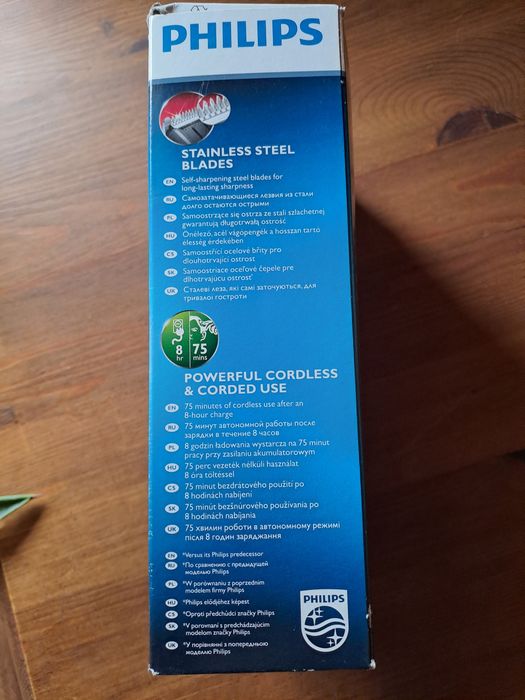 PHILIPS
STAINLESS STEEL
BLADES
EN Self-sharpening steel blades for
long-lasting sharpness
RU Самозатачивающиеся лезвия из стали
долго остаются острыми
PL Samoostrzące się ostrza ze stali szlachetnej
gwarantują długotrwałą ostrość
HU Önélező, acél vágópengék a hosszan tartó
élesség érdekében
CS Samoostřicí ocelové břity pro
dlouhotrvající ostrost
SK Samoostriace oceľové čepele pre
dlhotrvajúcu ostrosť
UK Сталеві леза, які самі заточуються, для
тривалої гостроти
8 75
hr mins
POWERFUL CORDLESS
& CORDED USE
EN 75 minutes of cordless use after an
8-hour charge
RU 75 минут автономной работы после
зарядки в течение 8 часов
PL 8 godzin ładowania wystarcza na 75 minut
pracy przy zasilaniu akumulatorowym
HU 75 perc vezeték nélküli használat
8 óra töltéssel
CS 75 minut bezdrátového použití po
8 hodinách nabíjení
SK 75 minút bezšnúrového používania po
8 hodinách nabíjania
UK 75 хвилин роботи в автономному режимі
після 8 годин заряджання
EN *Versus its Philips predecessor
RU *По сравнению с предыдущей
моделью Philips
PL *W porównaniu z poprzednim
modelem firmy Philips
HU *Philips elődjéhez képest
CS *Oproti předchůdci značky Philips
SK *V porovnaní s predchádzajúcim
modelom značky Philips
UK *У порівнянні з попередньою
моделлю Philips
PHILIPS